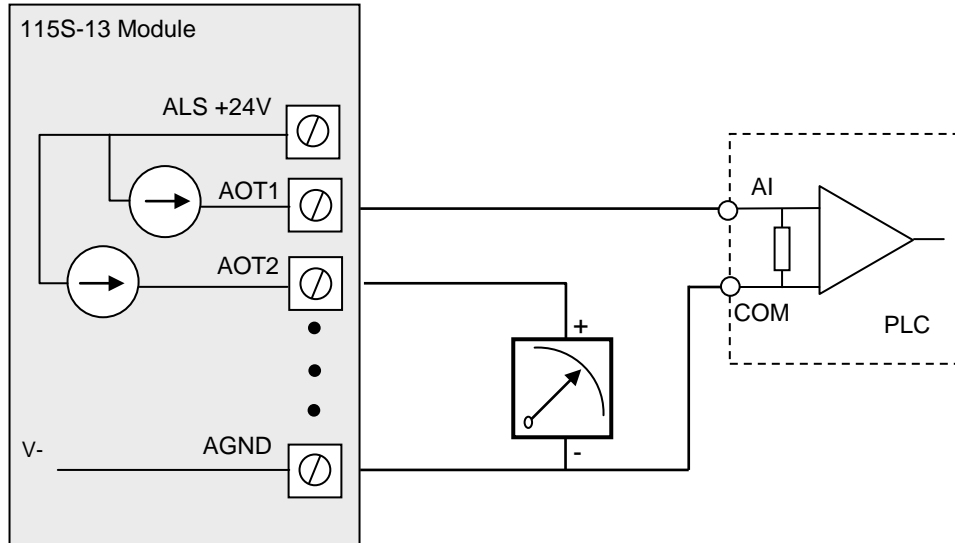 115S-13 Module
ALS +24V
AOT1
AI
AOT2
COM
PLC
+
-
V-
AGND